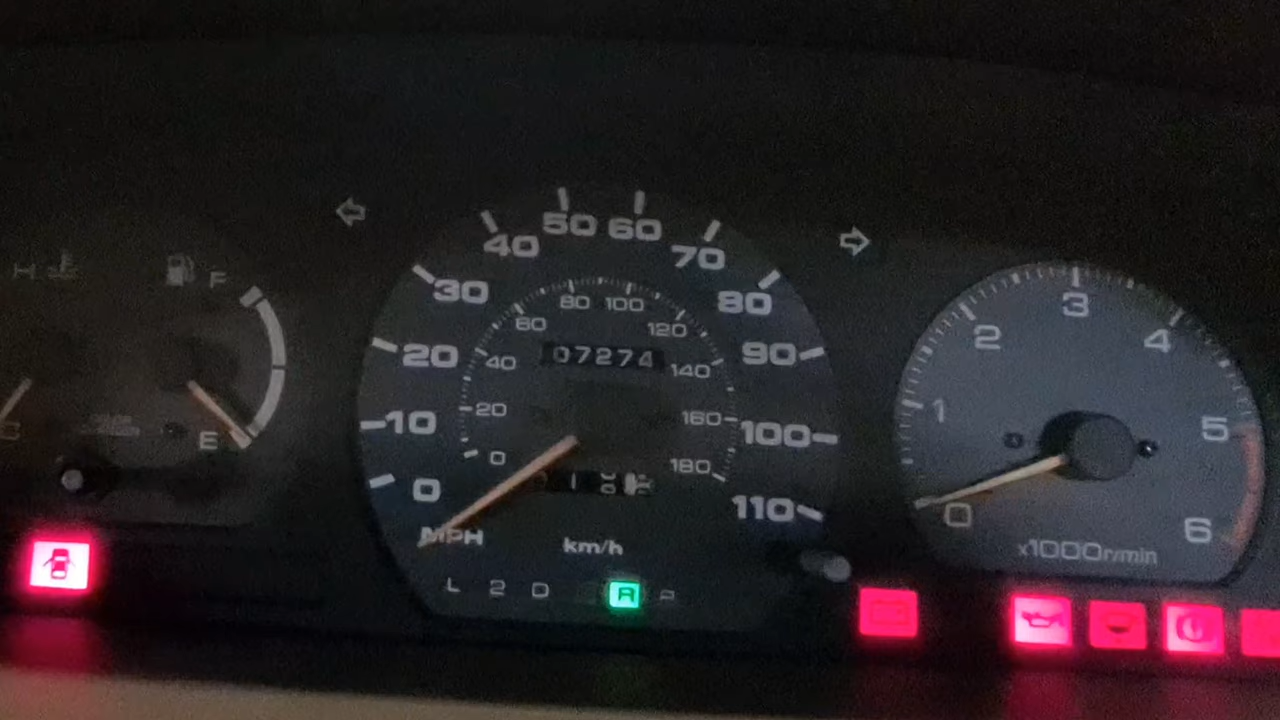 H
F
E
C
0 10 20 30 40 50 60 70 80 90 100 110
MPH
0 20 40 80 80 100 120 140 160 180
km/h
07274
L 2 D R P
0 1 2 3 4 5 6
x1000r/min